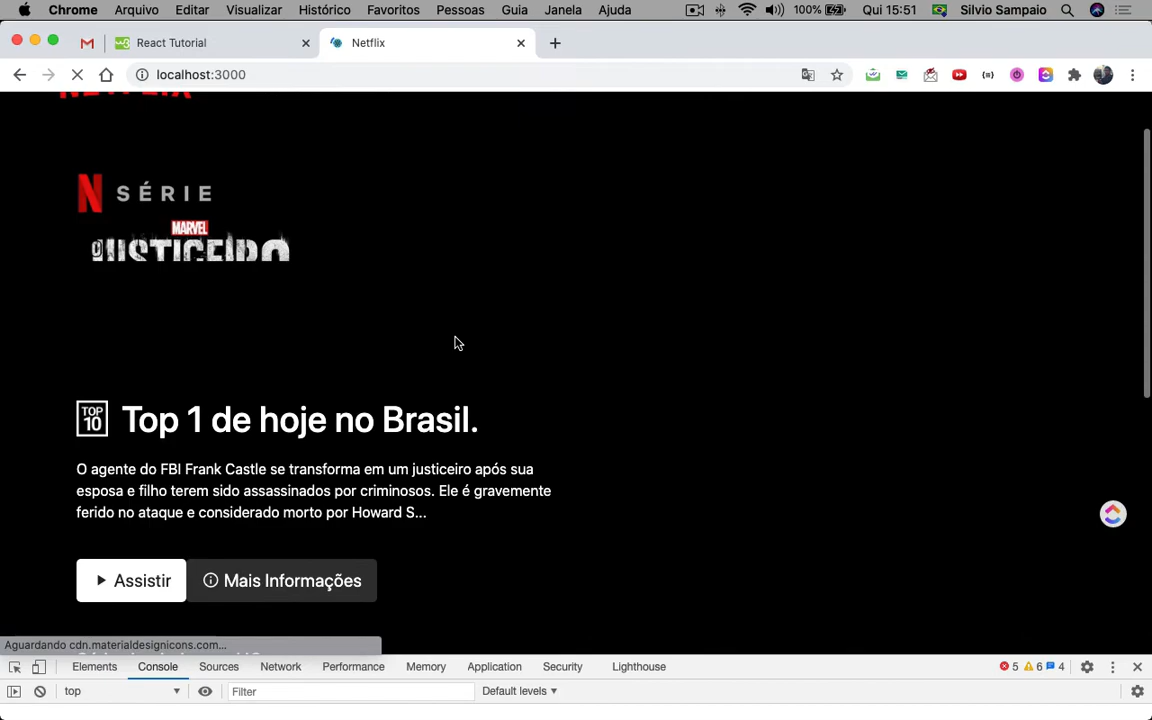 Chrome Arquivo Editar Visualizar Histórico Favoritos Pessoas Guia Janela Ajuda 100% Qui 15:51 Silvio Sampaio
React Tutorial Netflix
localhost:3000
NETFLIX
N SÉRIE
MARVEL
O JUSTICEIRO
TOP 10 Top 1 de hoje no Brasil.
O agente do FBI Frank Castle se transforma em um justiceiro após sua
esposa e filho terem sido assassinados por criminosos. Ele é gravemente
ferido no ataque e considerado morto por Howard S...
Assistir Mais Informações
Aguardando cdn.materialdesignicons.com...
Elements Console Sources Network Performance Memory Application Security Lighthouse 5 6 4
top Filter Default levels